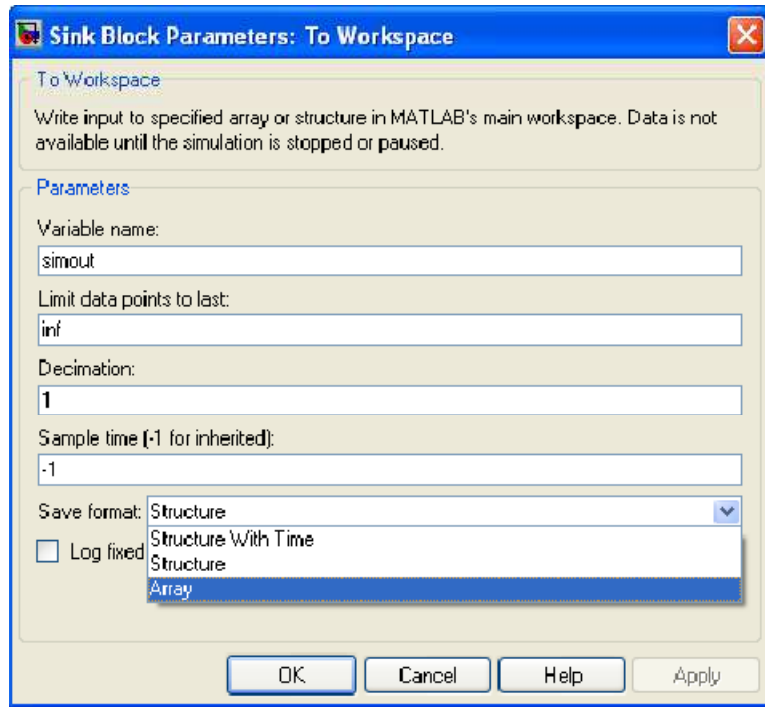 Sink Block Parameters: To Workspace
To Workspace
Write input to specified array or structure in MATLAB's main workspace. Data is not
available until the simulation is stopped or paused.
Parameters
Variable name:
simout
Limit data points to last:
inf
Decimation:
1
Sample time (-1 for inherited):
-1
Save format: Structure
Structure With Time
Log fixed
Structure
Array
OK Cancel Help Apply